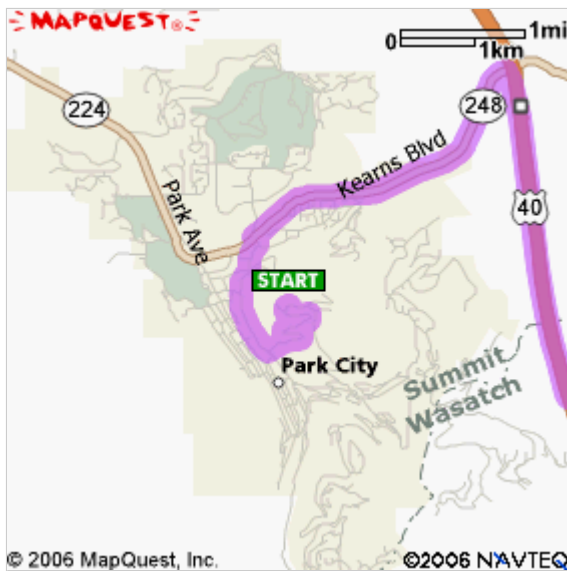 MAPQUEST®
1mi
0
1km
224
248
Kearns Blvd
Park Ave
40
START
Park City
Summit
Wasatch
© 2006 MapQuest, Inc.
©2006 NAVTEQ